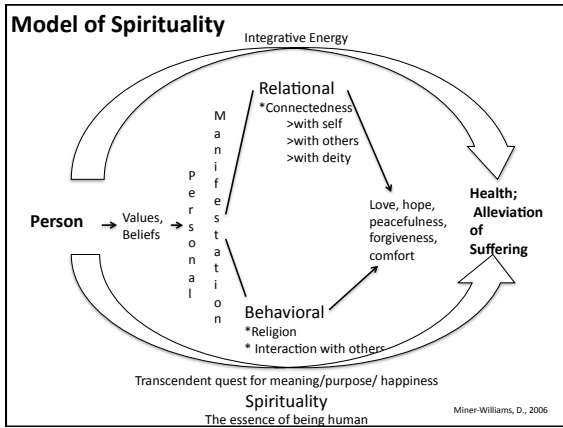 Model of Spirituality
Integrative Energy
Relational
*Connectedness
>with self
>with others
>with deity
Manifestation
Personal
Person
Values,
Beliefs
Love, hope,
peacefulness,
forgiveness,
comfort
Health;
Alleviation
of
Suffering
Behavioral
*Religion
* Interaction with others
Transcendent quest for meaning/purpose/ happiness
Spirituality
The essence of being human
Miner-Williams, D., 2006